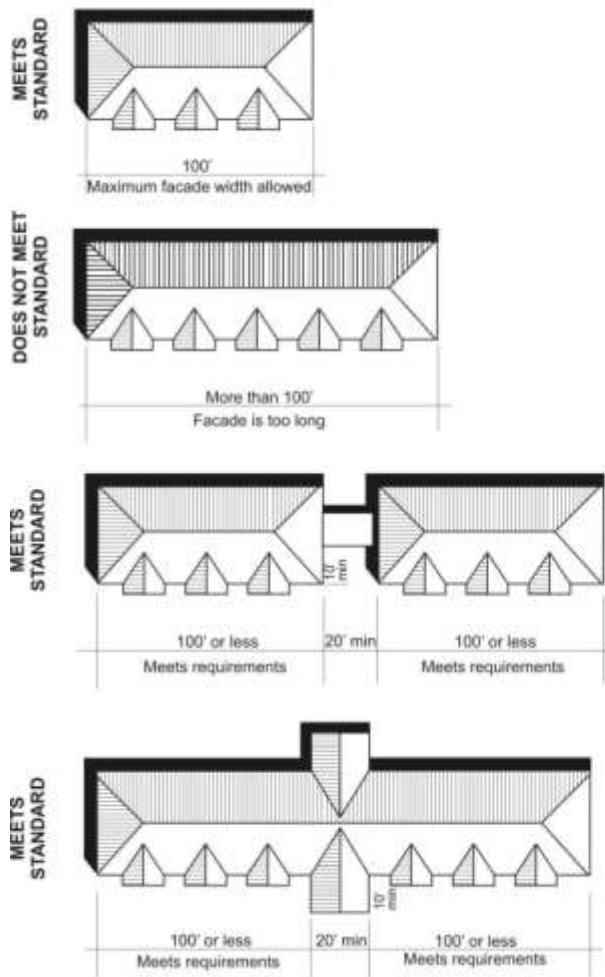 MEETS
STANDARD
100'
Maximum facade width allowed
DOES NOT MEET
STANDARD
More than 100'
Facade is too long
MEETS
STANDARD
10'
min
100' or less
20' min
100' or less
Meets requirements
Meets requirements
MEETS
STANDARD
10'
min
100' or less
20' min
100' or less
Meets requirements
Meets requirements